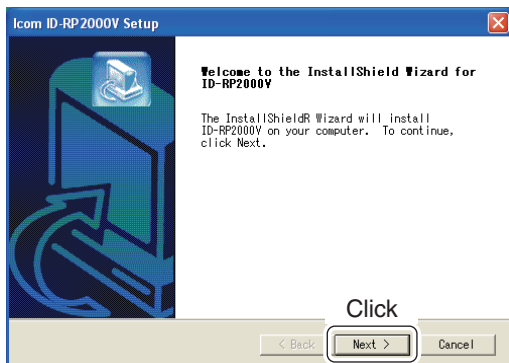 Icom ID-RP2000V Setup
Welcome to the InstallShield Wizard for
ID-RP2000V
The InstallShieldR Wizard will install
ID-RP2000V on your computer. To continue,
click Next.
Click
< Back
Next >
Cancel